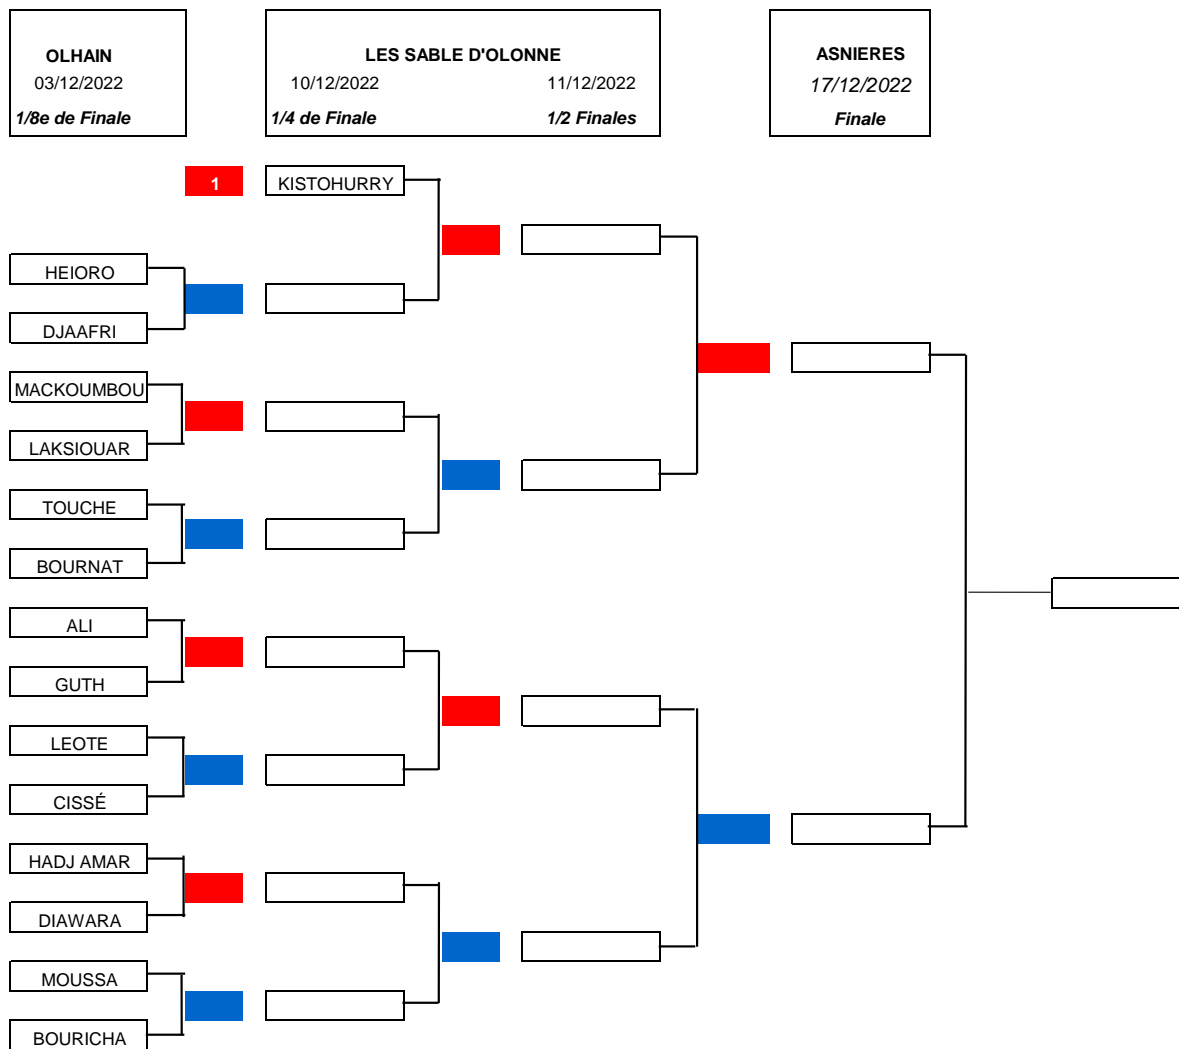 OLHAIN
03/12/2022
1/8e de Finale
LES SABLE D'OLONNE
10/12/2022 11/12/2022
1/4 de Finale 1/2 Finales
ASNIERES
17/12/2022
Finale
1 KISTOHURRY
HEIORO
DJAAFRI
MACKOUMBOU
LAKSIOUAR
TOUCHE
BOURNAT
ALI
GUTH
LEOTE
CISSÉ
HADJ AMAR
DIAWARA
MOUSSA
BOURICHA